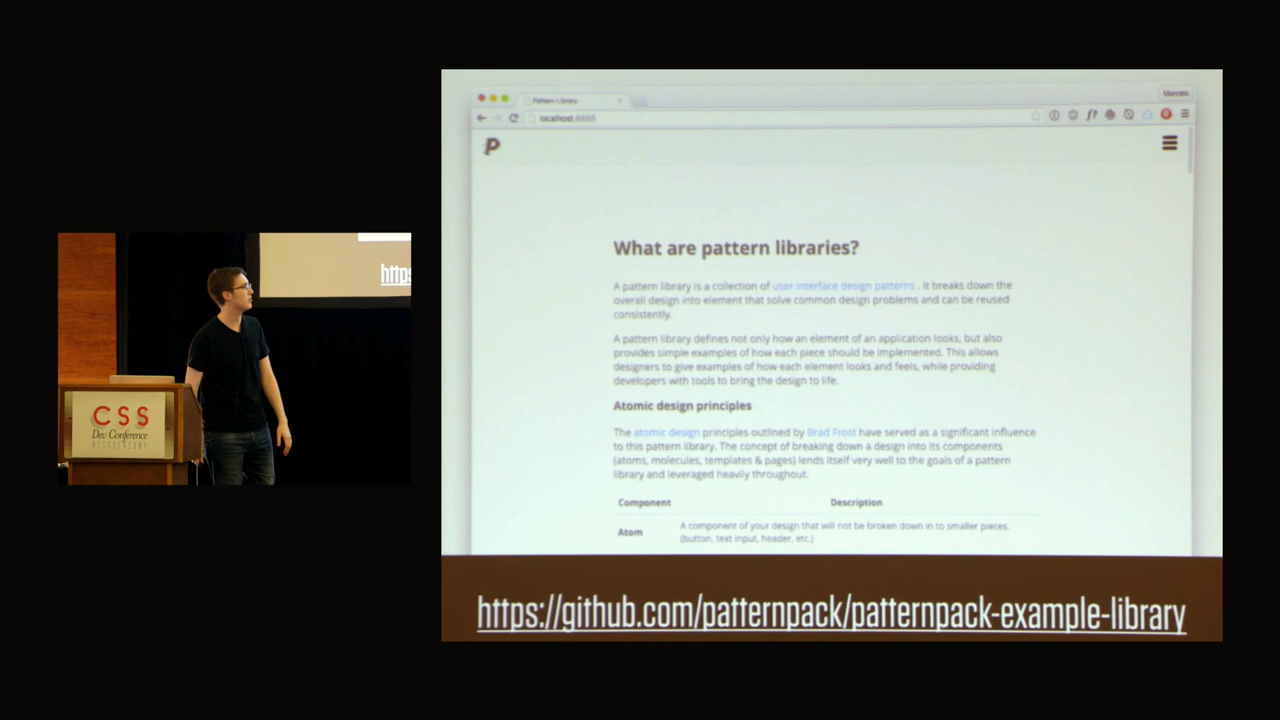 https
CSS
Dev Conference
Pattern Library
Marcelo
localhost:8888
P
What are pattern libraries?
A pattern library is a collection of user interface design patterns . It breaks down the
overall design into element that solve common design problems and can be reused
consistently.
A pattern library defines not only how an element of an application looks, but also
provides simple examples of how each piece should be implemented. This allows
designers to give examples of how each element looks and feels, while providing
developers with tools to bring the design to life.
Atomic design principles
The atomic design principles outlined by Brad Frost have served as a significant influence
to this pattern library. The concept of breaking down a design into its components
(atoms, molecules, templates & pages) lends itself very well to the goals of a pattern
library and leveraged heavily throughout.
Component Description
Atom
A component of your design that will not be broken down in to smaller pieces.
(button, text input, header, etc.)
https://github.com/patternpack/patternpack-example-library